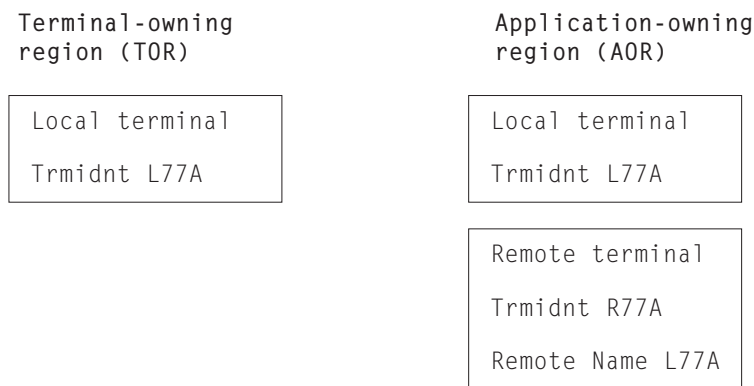 Terminal-owning
region (TOR)
Local terminal
Trmidnt L77A
Application-owning
region (AOR)
Local terminal
Trmidnt L77A
Remote terminal
Trmidnt R77A
Remote Name L77A